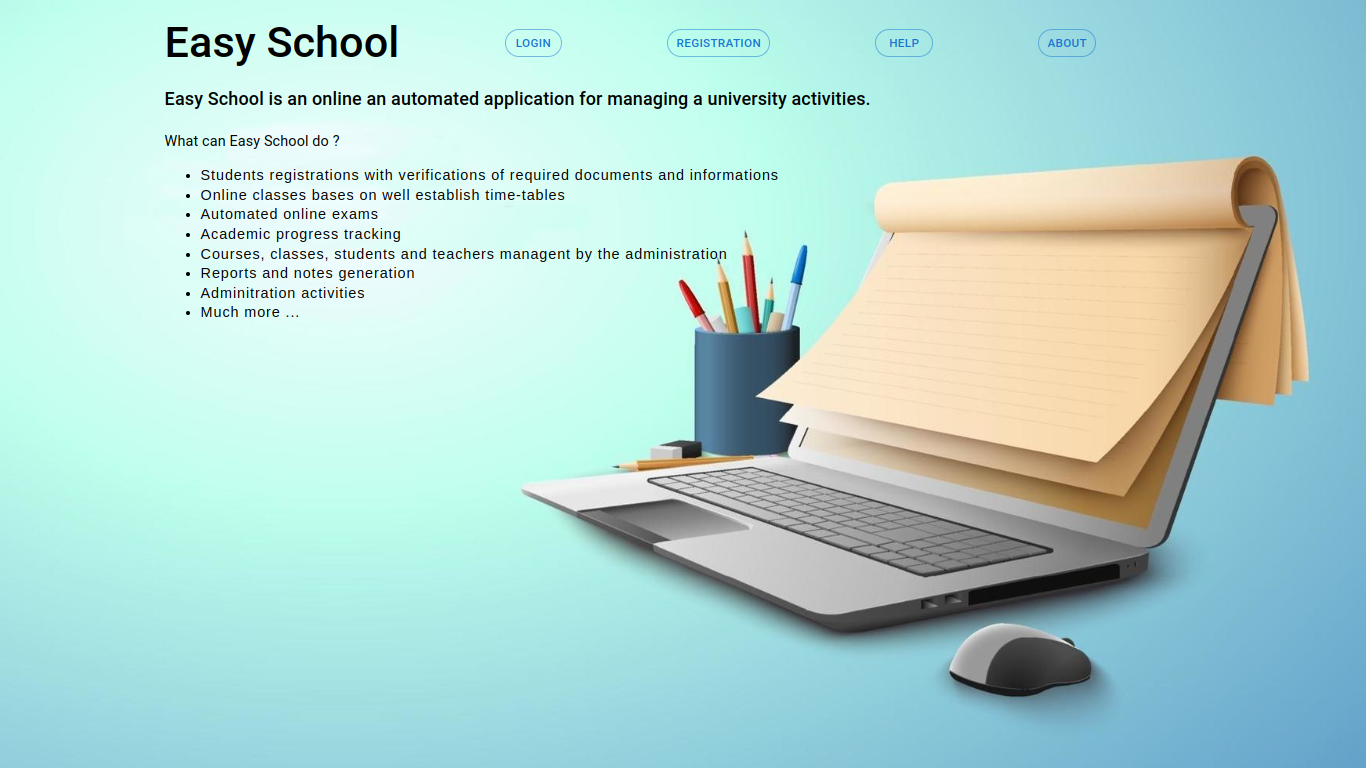 Easy School
LOGIN
REGISTRATION
HELP
ABOUT
Easy School is an online an automated application for managing a university activities.
What can Easy School do ?
• Students registrations with verifications of required documents and informations
• Online classes bases on well establish time-tables
• Automated online exams
• Academic progress tracking
• Courses, classes, students and teachers managent by the administration
• Reports and notes generation
• Adminitration activities
• Much more ...